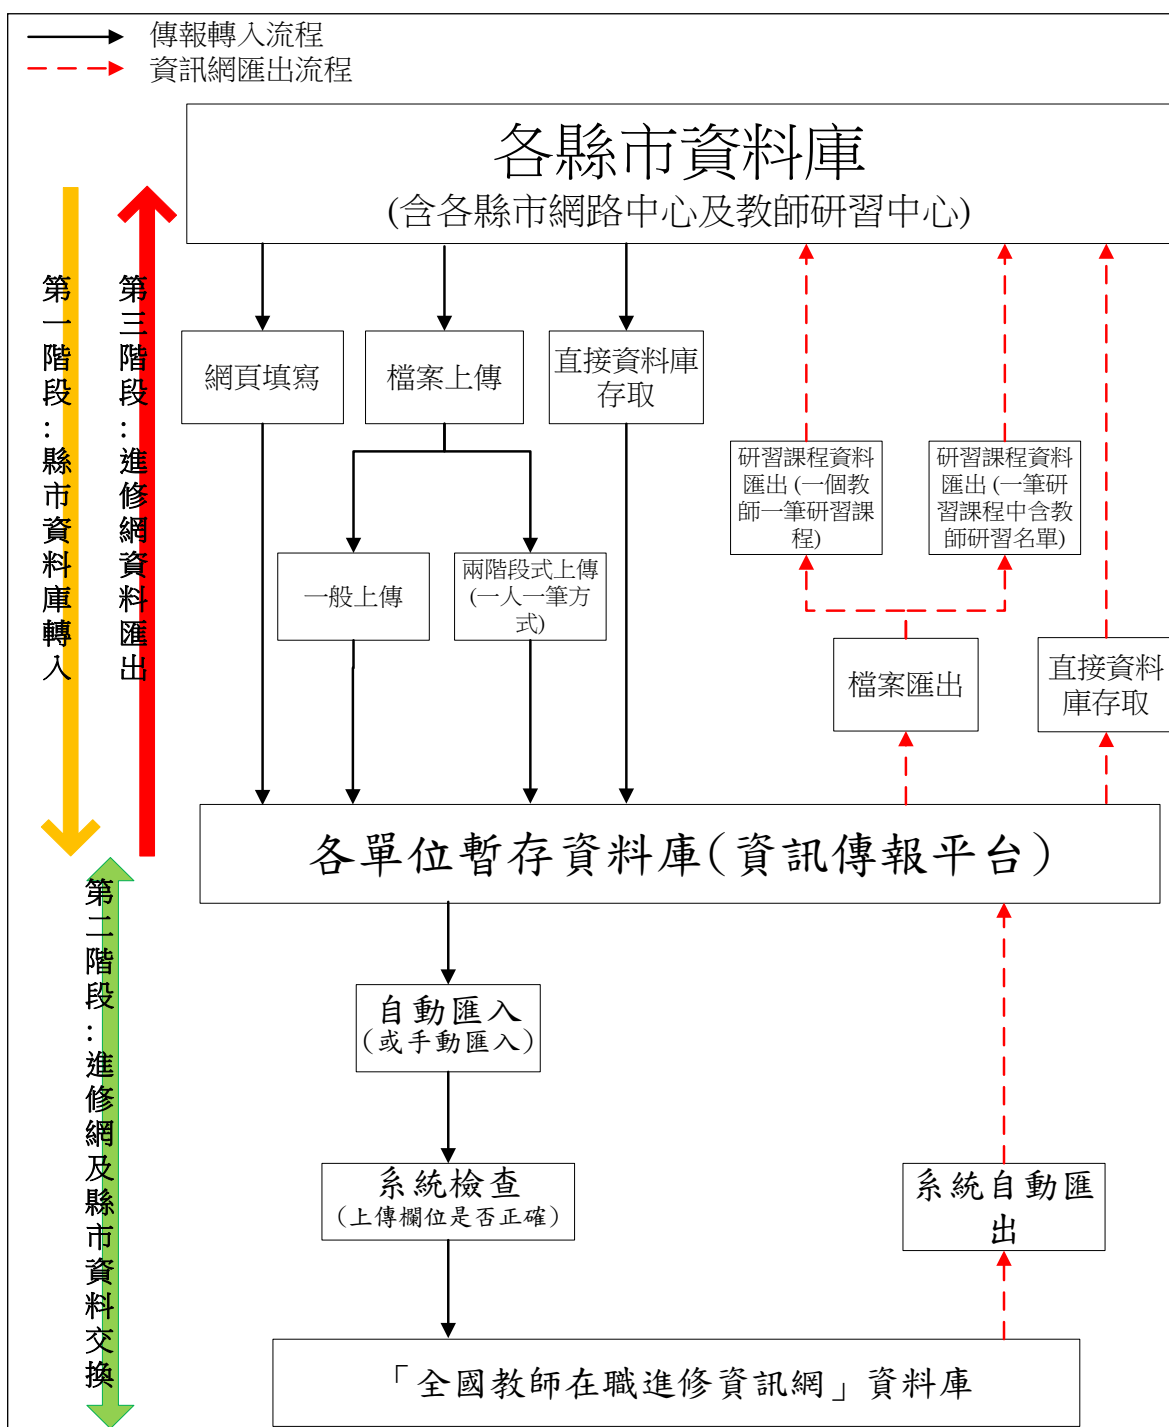 傳報轉入流程
資訊網匯出流程
各縣市資料庫
(含各縣市網路中心及教師研習中心)
第一階段：縣市資料庫轉入
第三階段：進修網資料匯出
網頁填寫
檔案上傳
直接資料庫
存取
研習課程資料
匯出 (一個教
師一筆研習課
程)
研習課程資料
匯出 (一筆研
習課程中含教
師研習名單)
一般上傳
兩階段式上傳
(一人一筆方
式)
檔案匯出
直接資料
庫存取
各單位暫存資料庫(資訊傳報平台)
第二階段：進修網及縣市資料交換
自動匯入
(或手動匯入)
系統檢查
(上傳欄位是否正確)
系統自動匯
出
「全國教師在職進修資訊網」資料庫